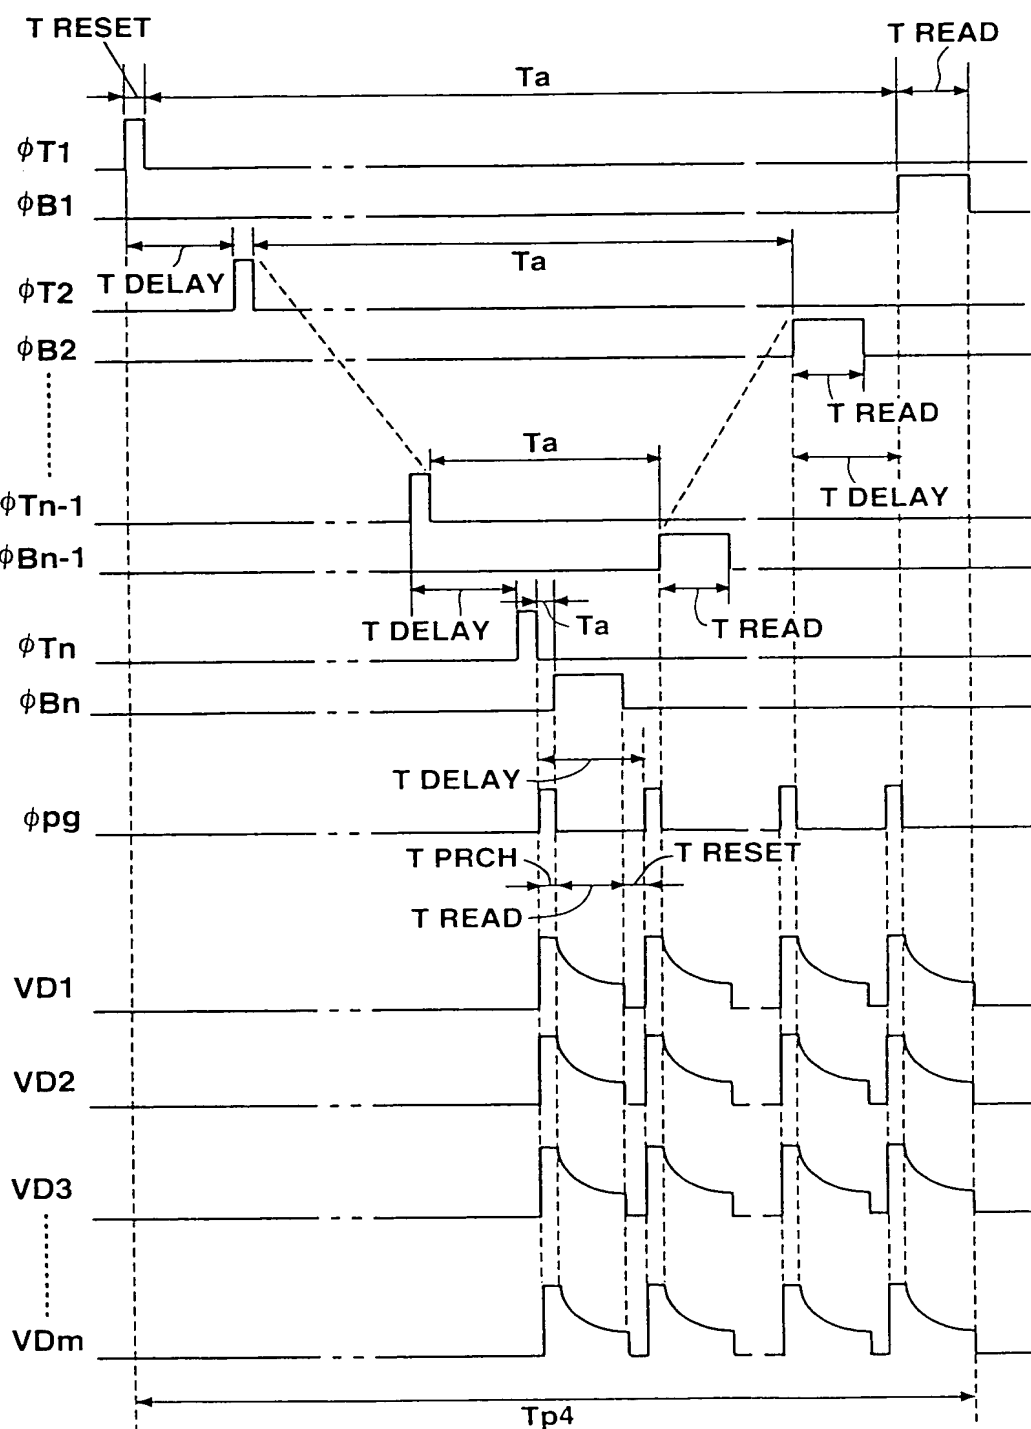 T RESET
T READ
Ta
ϕT1
ϕB1
T DELAY
Ta
ϕT2
ϕB2
T READ
Ta
T DELAY
ϕTn-1
ϕBn-1
T DELAY
Ta
T READ
ϕTn
ϕBn
T DELAY
ϕpg
T PRCH
T RESET
T READ
VD1
VD2
VD3
VDm
Tp4